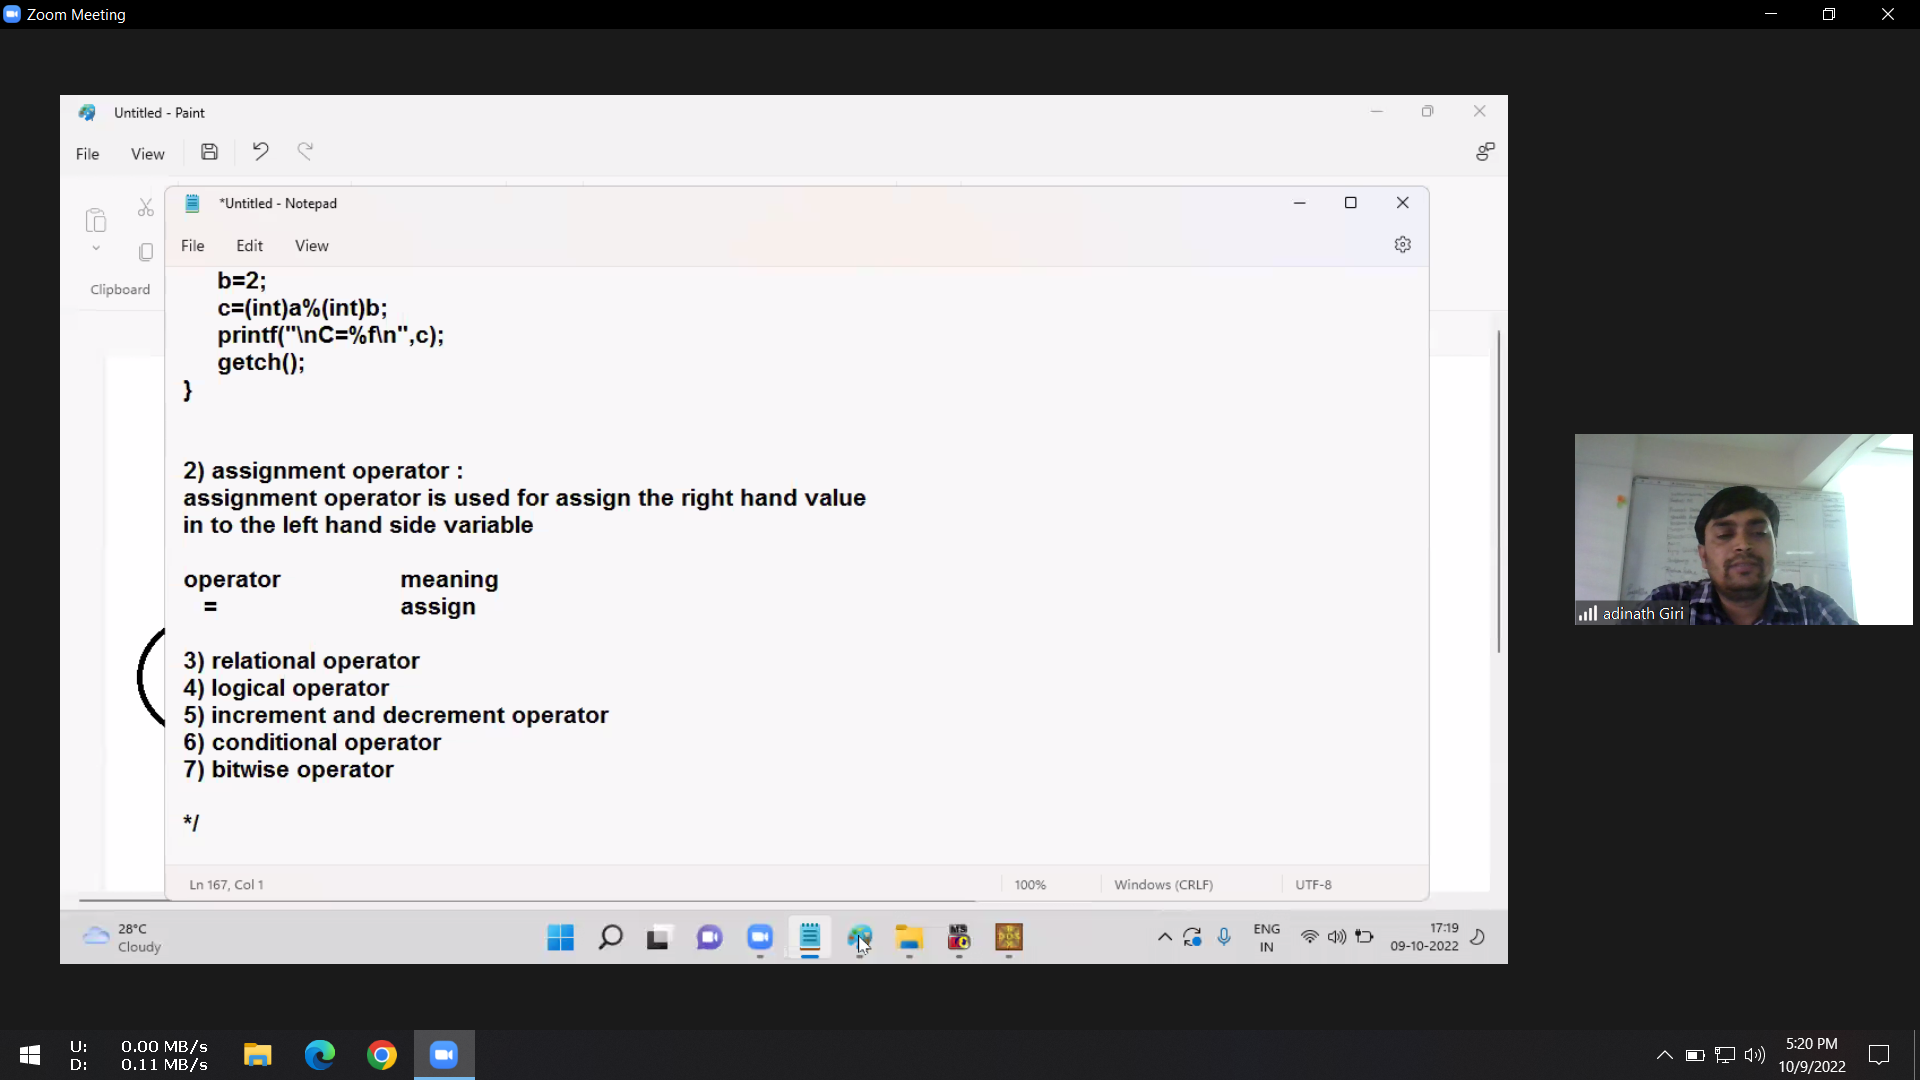 Zoom Meeting
Untitled - Paint
File View
Clipboard
*Untitled - Notepad
File Edit View
b=2;
c=(int)a%(int)b;
printf("\nC=%f\n",c);
getch();
}
2) assignment operator :
assignment operator is used for assign the right hand value
in to the left hand side variable
operator meaning
= assign
3) relational operator
4) logical operator
5) increment and decrement operator
6) conditional operator
7) bitwise operator
*/
Ln 167, Col 1 100% Windows (CRLF) UTF-8
adinath Giri
28°C
Cloudy
MS
DOS
ENG
IN
17:19
09-10-2022
U: 0.00 MB/s
D: 0.11 MB/s
5:20 PM
10/9/2022